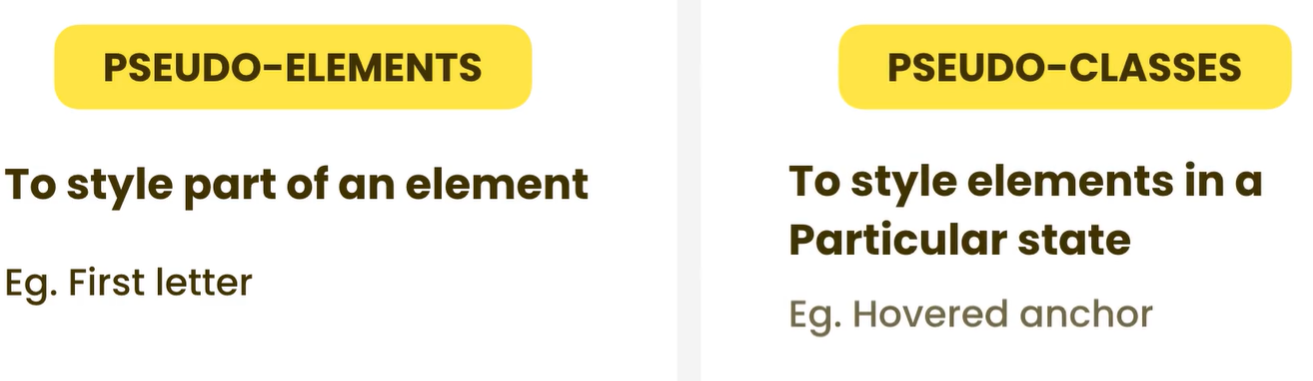 PSEUDO-ELEMENTS
To style part of an element
Eg. First letter
PSEUDO-CLASSES
To style elements in a
Particular state
Eg. Hovered anchor